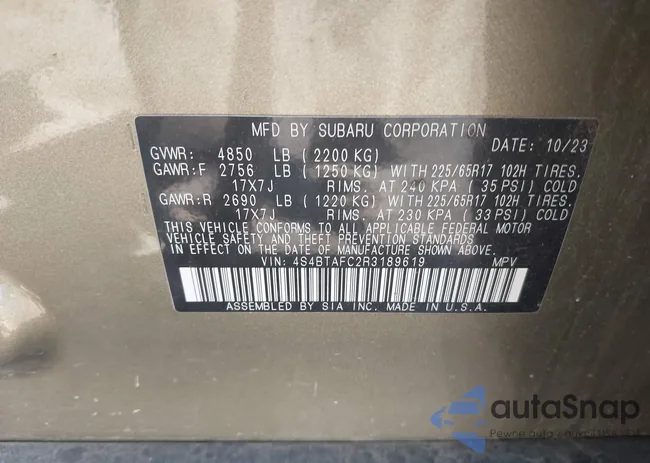 MFD BY SUBARU CORPORATION
DATE: 10/23
GVWR: 4850 LB (2200 KG)
GAWR:F 2756 LB (1250 KG) WITH 225/65R17 102H TIRES.
17X7J RIMS. AT 240 KPA (35 PSI) COLD
GAWR:R 2690 LB (1220 KG) WITH 225/65R17 102H TIRES.
17X7J RIMS. AT 230 KPA (33 PSI) COLD
THIS VEHICLE CONFORMS TO ALL APPLICABLE FEDERAL MOTOR
VEHICLE SAFETY AND THEFT PREVENTION STANDARDS
IN EFFECT ON THE DATE OF MANUFACTURE SHOWN ABOVE.
VIN: 4S4BTAFC2R3189619 MPV
ASSEMBLED BY SIA INC. MADE IN U.S.A.
autaSnap
Pewne auta